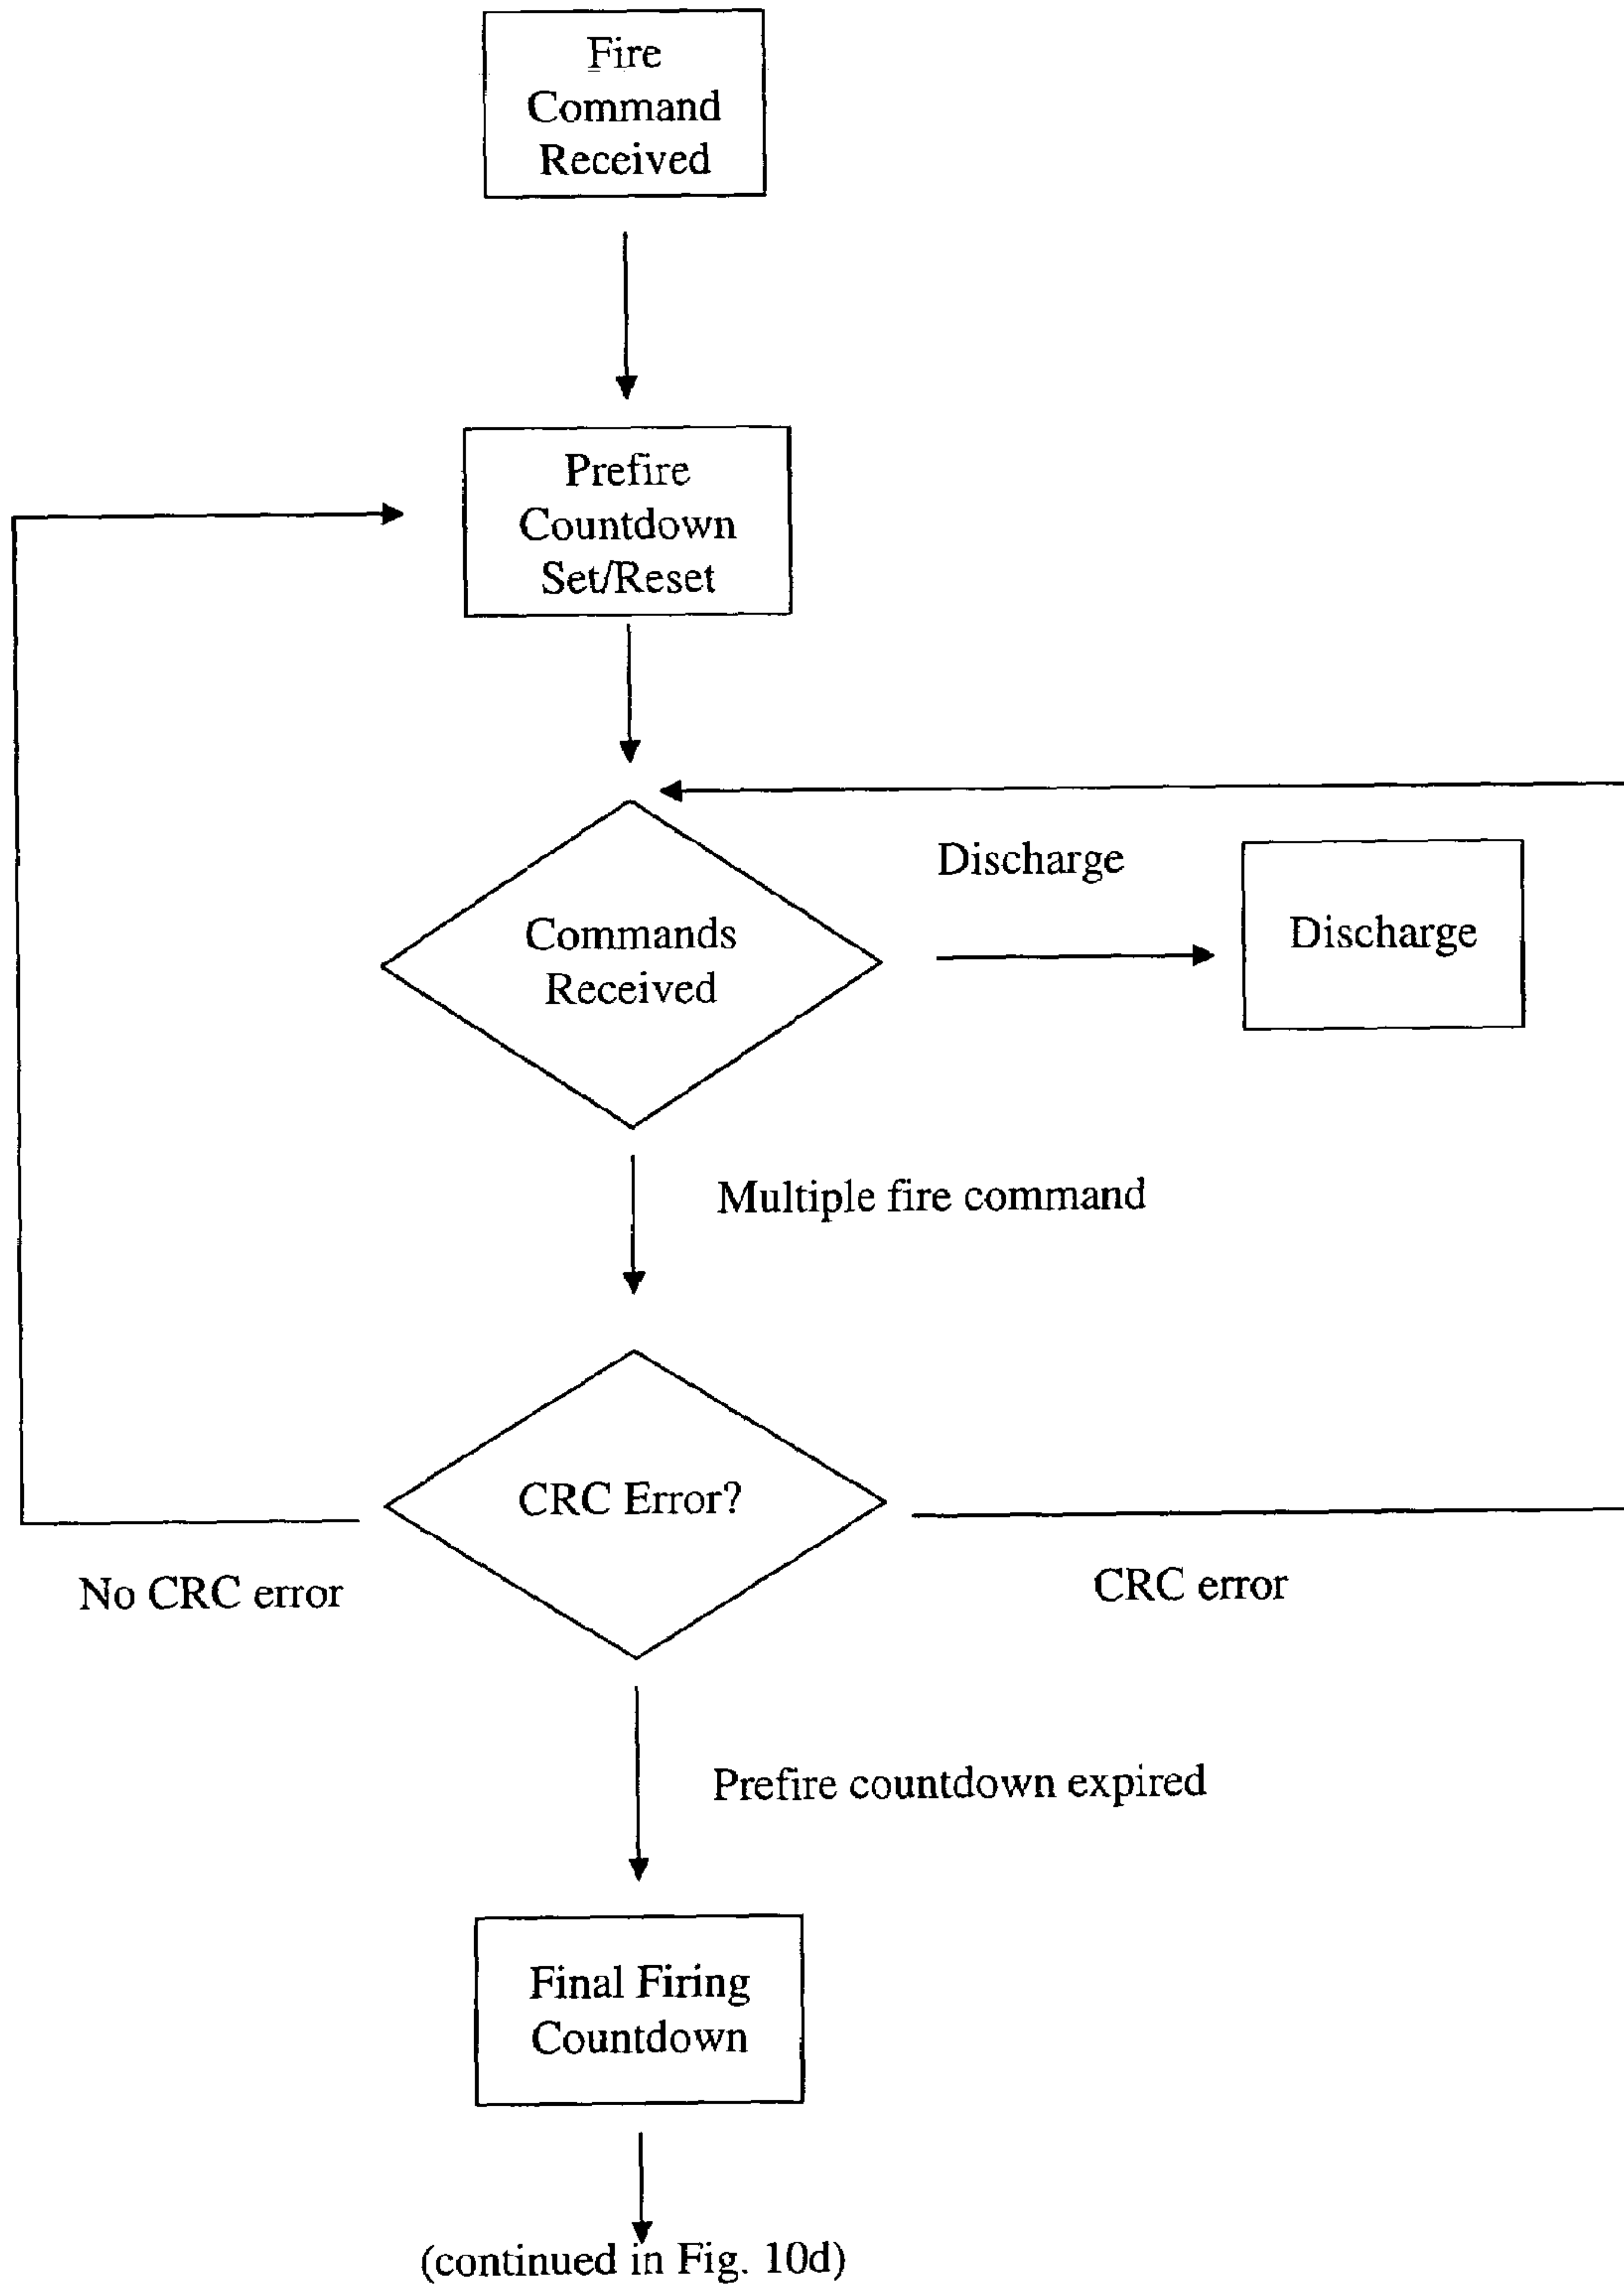 Fire
Command
Received
Prefire
Countdown
Set/Reset
Discharge
Commands
Received
Discharge
Multiple fire command
CRC Error?
No CRC error
CRC error
Prefire countdown expired
Final Firing
Countdown
(continued in Fig. 10d)